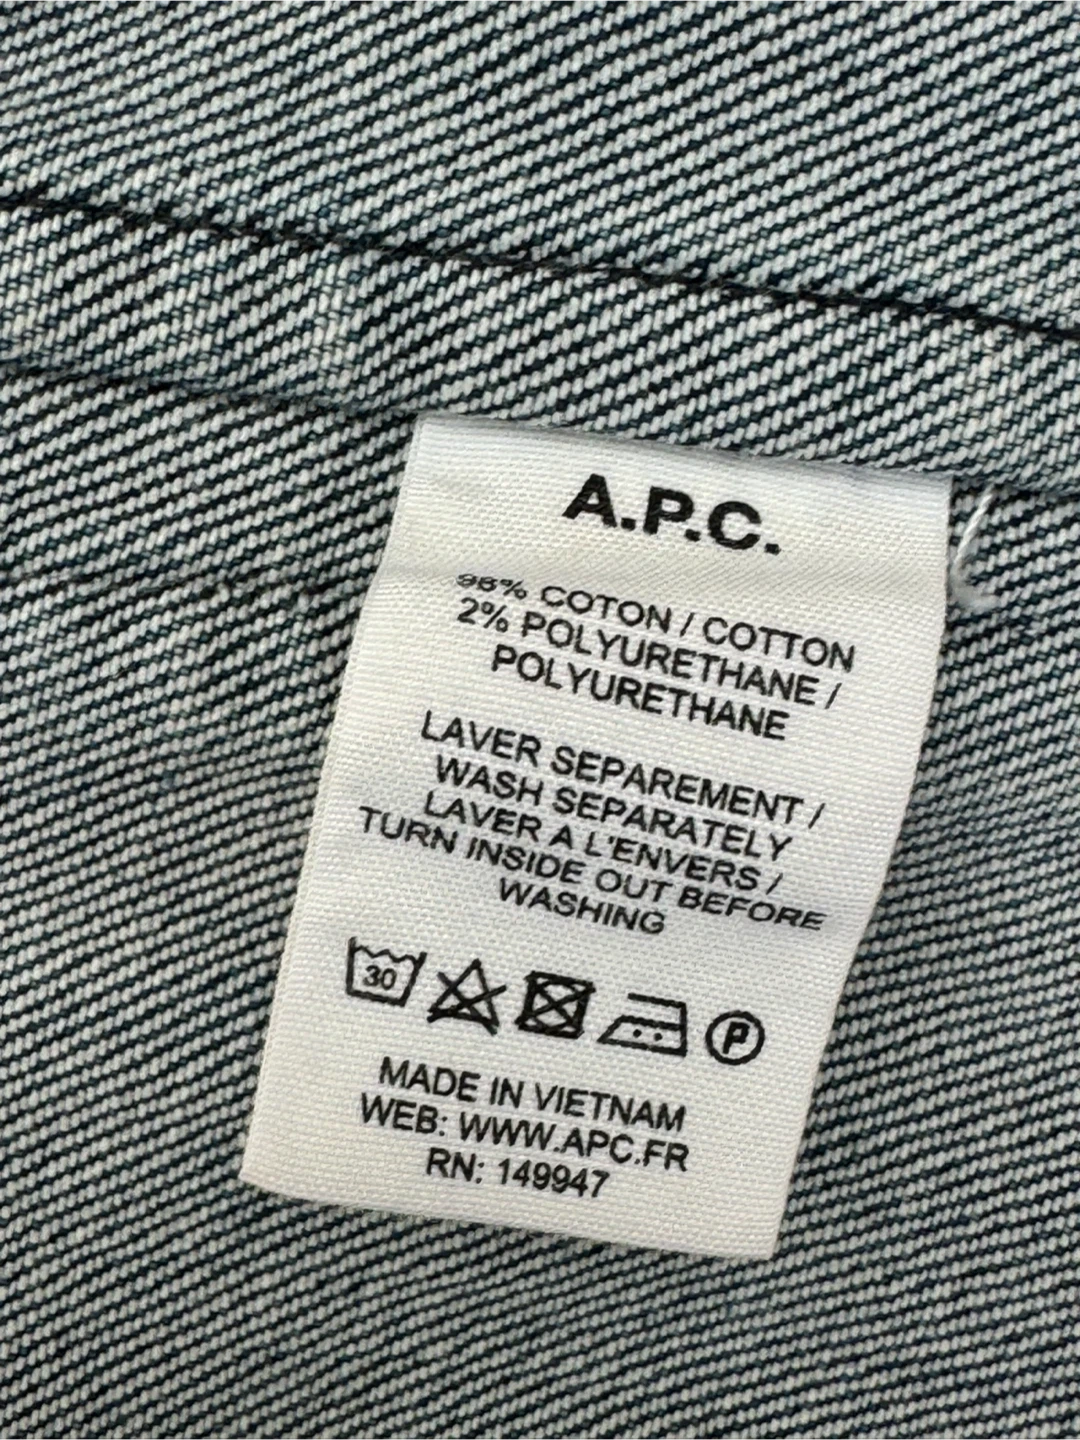 A.P.C.
98% COTON / COTTON
2% POLYURETHANE /
POLYURETHANE
LAVER SEPAREMENT /
WASH SEPARATELY
LAVER A L'ENVERS /
TURN INSIDE OUT BEFORE
WASHING
30 P
MADE IN VIETNAM
WEB: WWW.APC.FR
RN: 149947